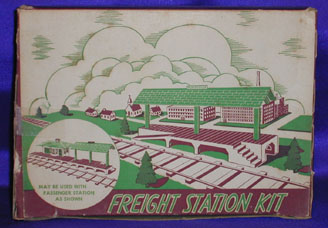 MAY BE USED WITH
PASSENGER STATION
AS SHOWN
FREIGHT STATION KIT